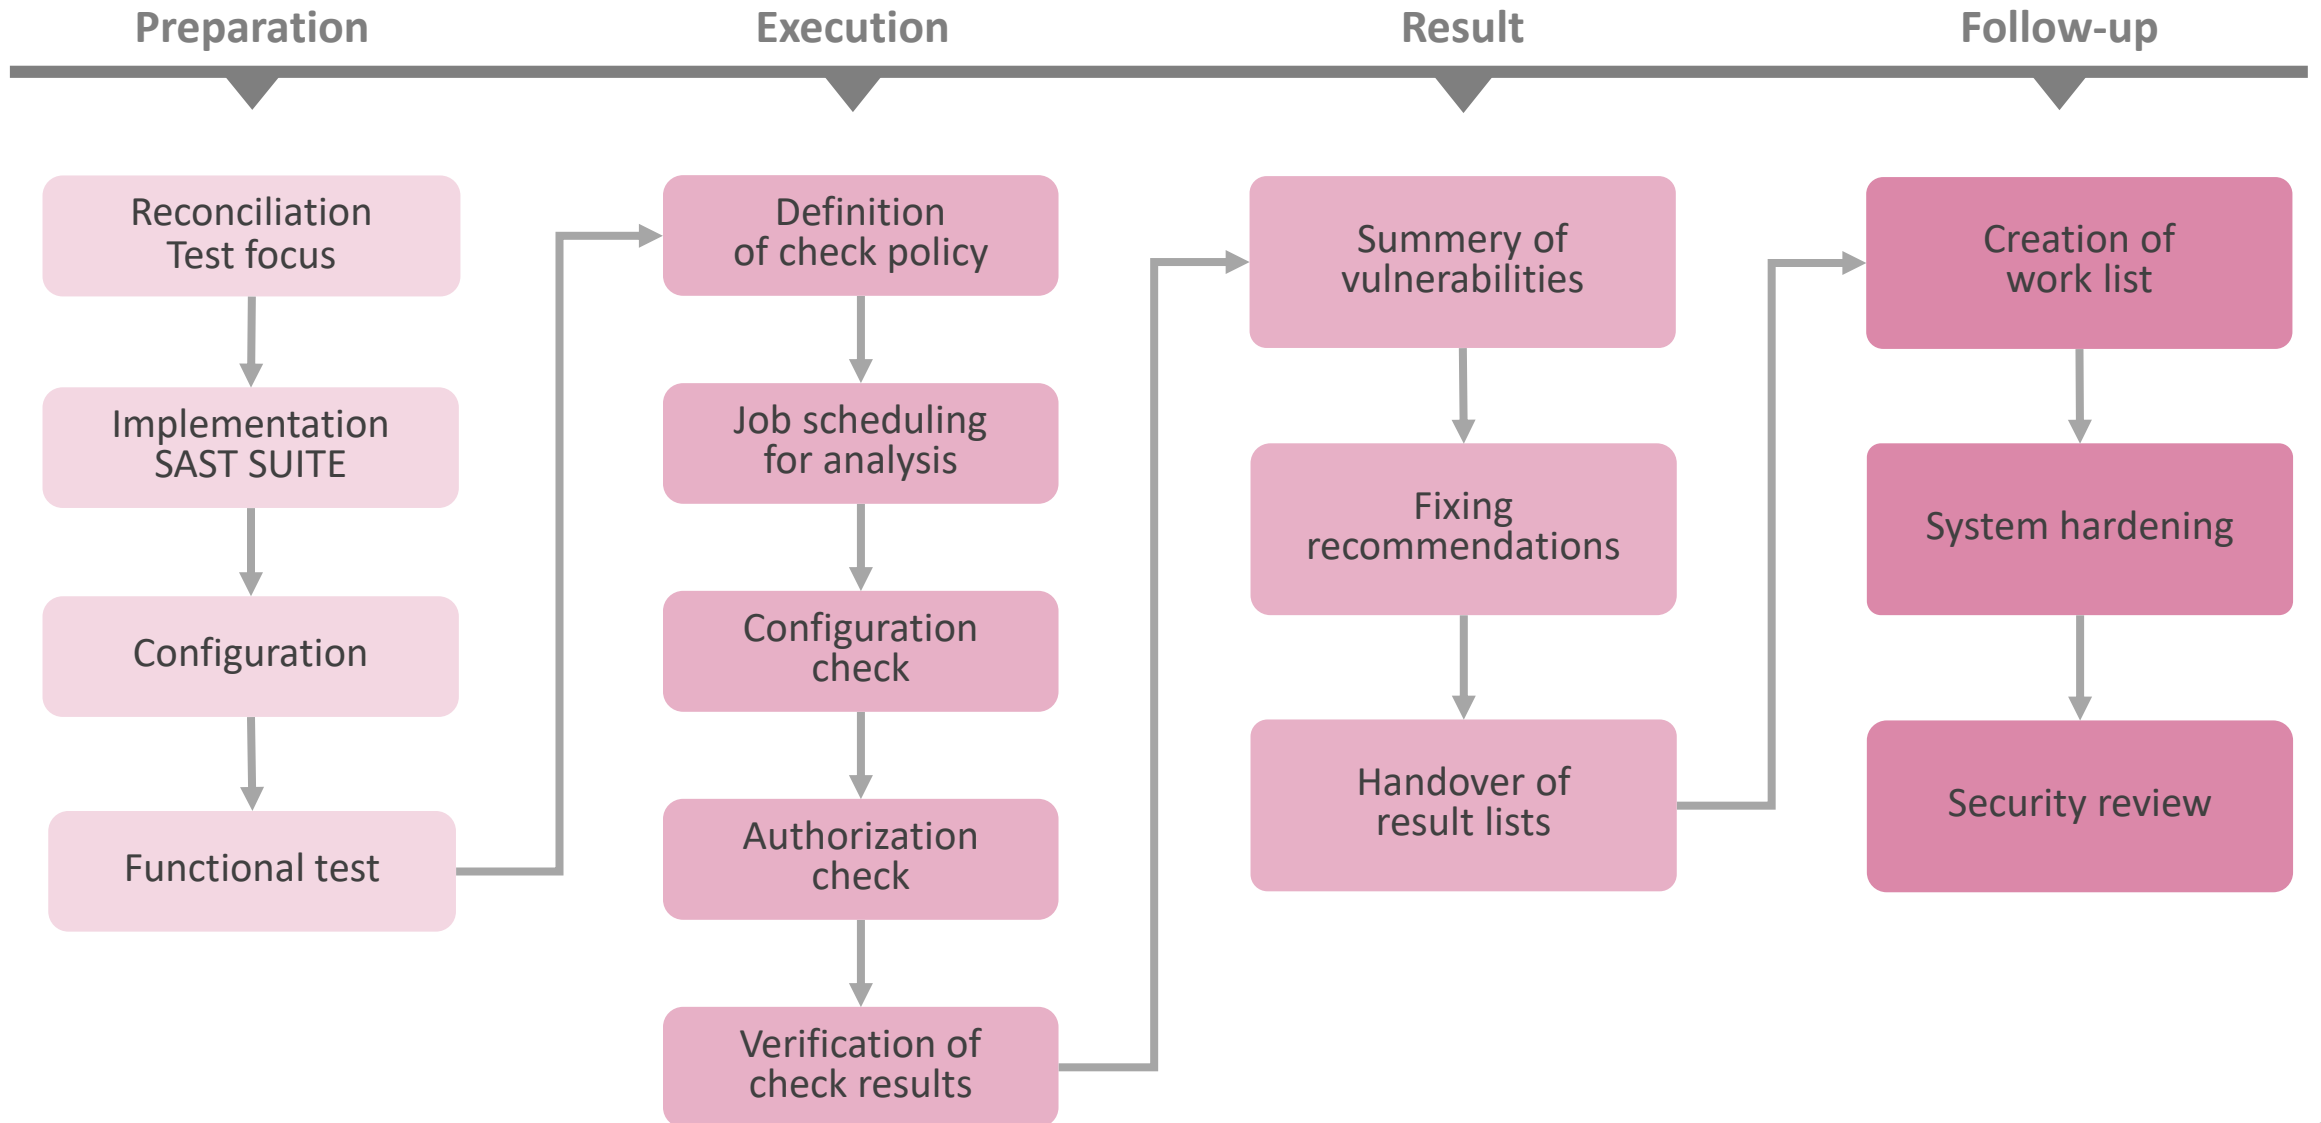 Preparation
Execution
Result
Follow-up
Reconciliation
Test focus
Implementation
SAST SUITE
Configuration
Functional test
Definition
of check policy
Job scheduling
for analysis
Configuration
check
Authorization
check
Verification of
check results
Summery of
vulnerabilities
Fixing
recommendations
Handover of
result lists
Creation of
work list
System hardening
Security review